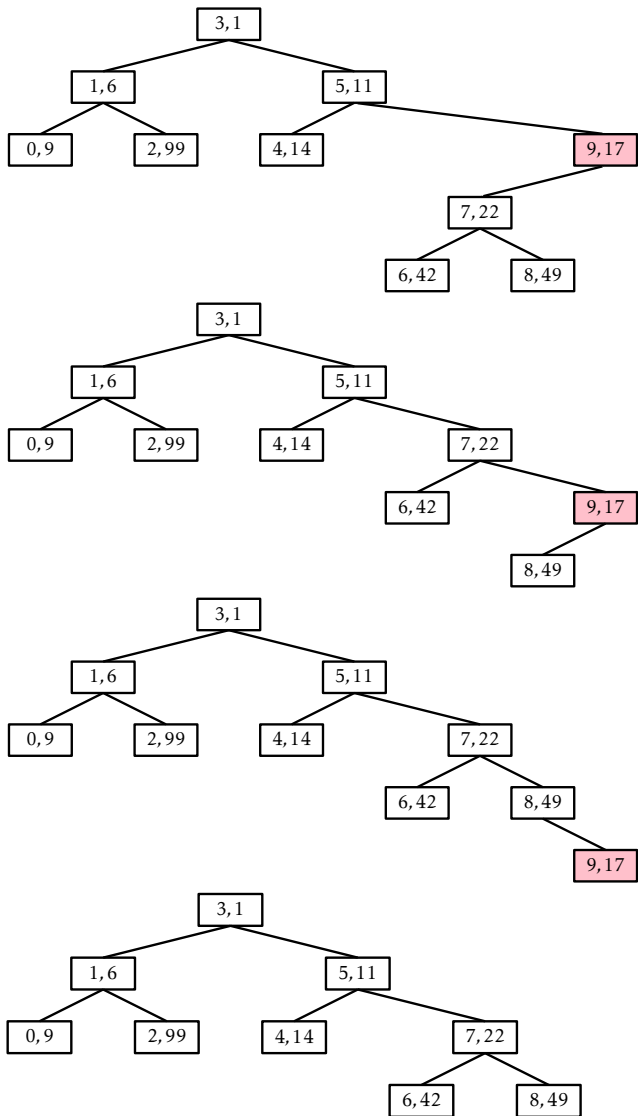 3, 1
1, 6 5, 11
0, 9 2, 99 4, 14 9, 17
7, 22
6, 42 8, 49
3, 1
1, 6 5, 11
0, 9 2, 99 4, 14 7, 22
6, 42 9, 17
8, 49
3, 1
1, 6 5, 11
0, 9 2, 99 4, 14 7, 22
6, 42 8, 49
9, 17
3, 1
1, 6 5, 11
0, 9 2, 99 4, 14 7, 22
6, 42 8, 49